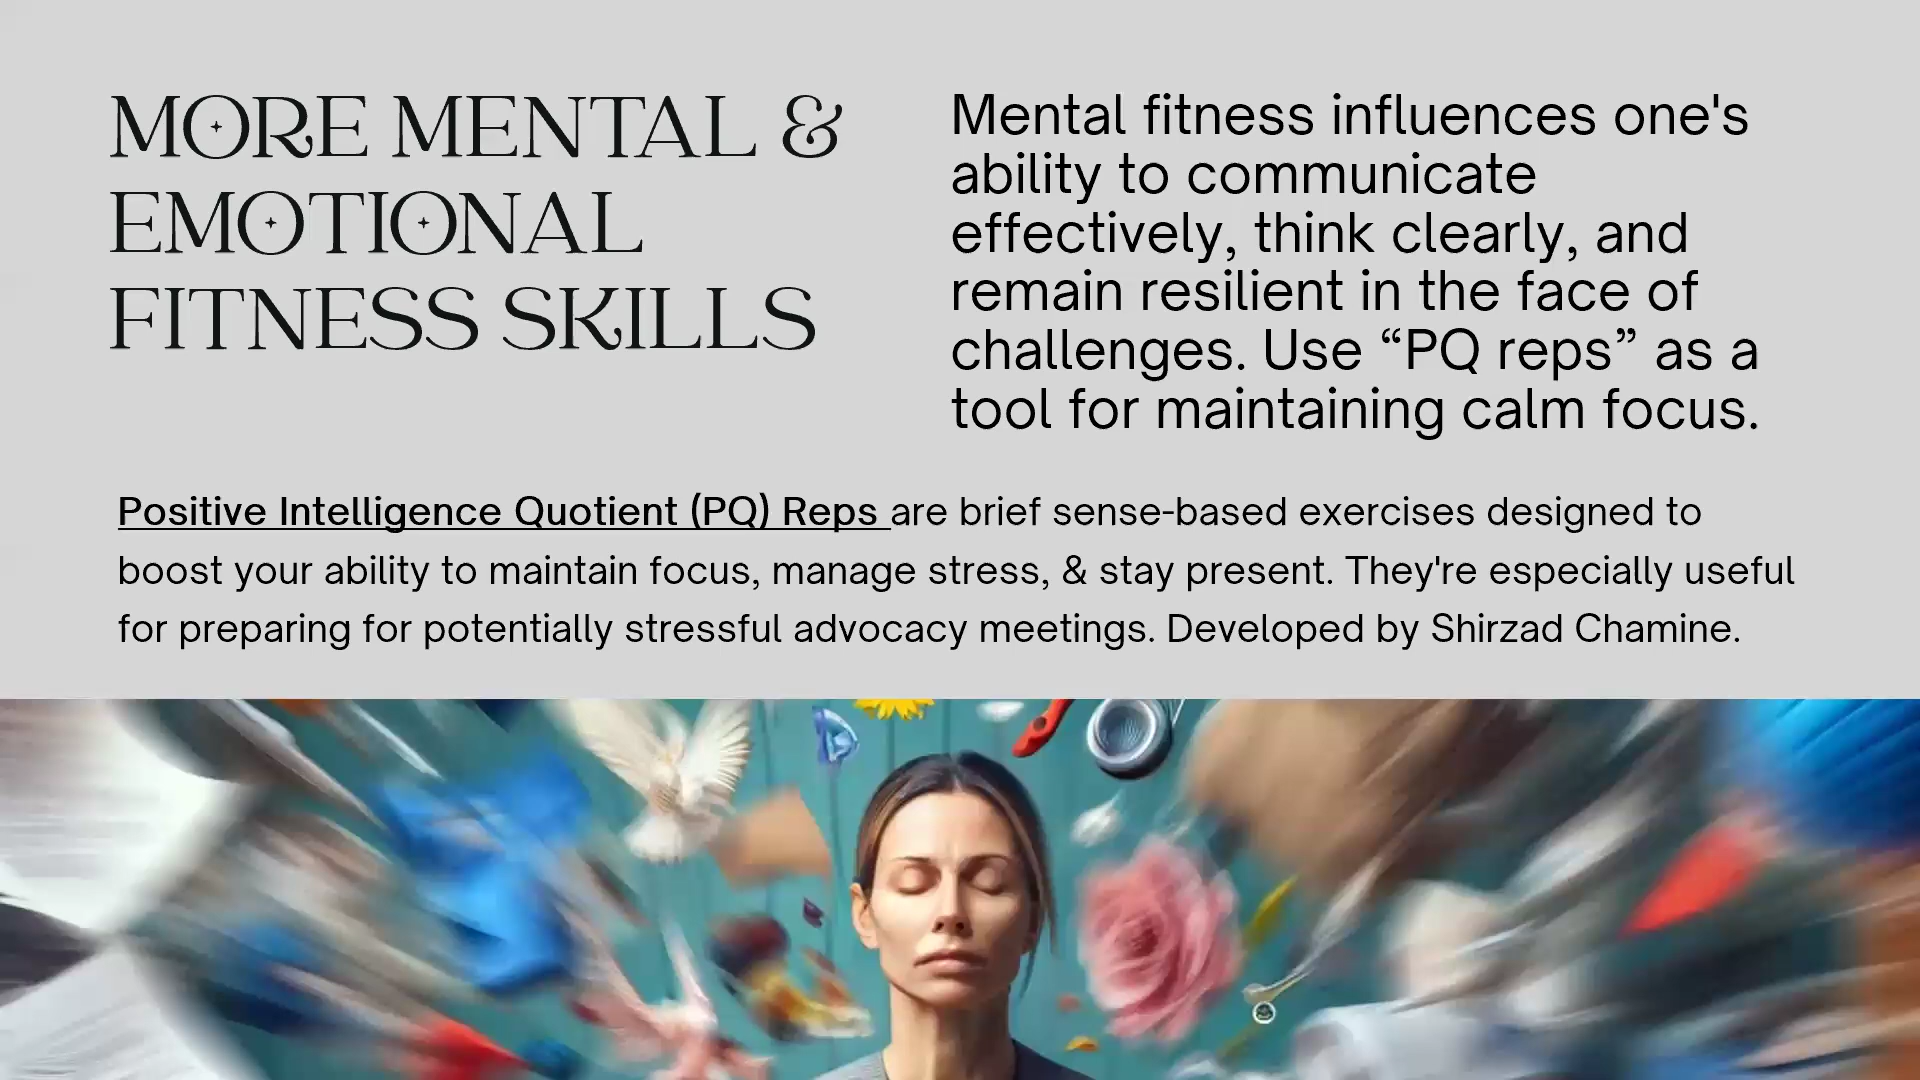 MORE MENTAL &
EMOTIONAL
FITNESS SKILLS
Mental fitness influences one's
ability to communicate
effectively, think clearly, and
remain resilient in the face of
challenges. Use “PQ reps” as a
tool for maintaining calm focus.
Positive Intelligence Quotient (PQ) Reps are brief sense-based exercises designed to
boost your ability to maintain focus, manage stress, & stay present. They're especially useful
for preparing for potentially stressful advocacy meetings. Developed by Shirzad Chamine.